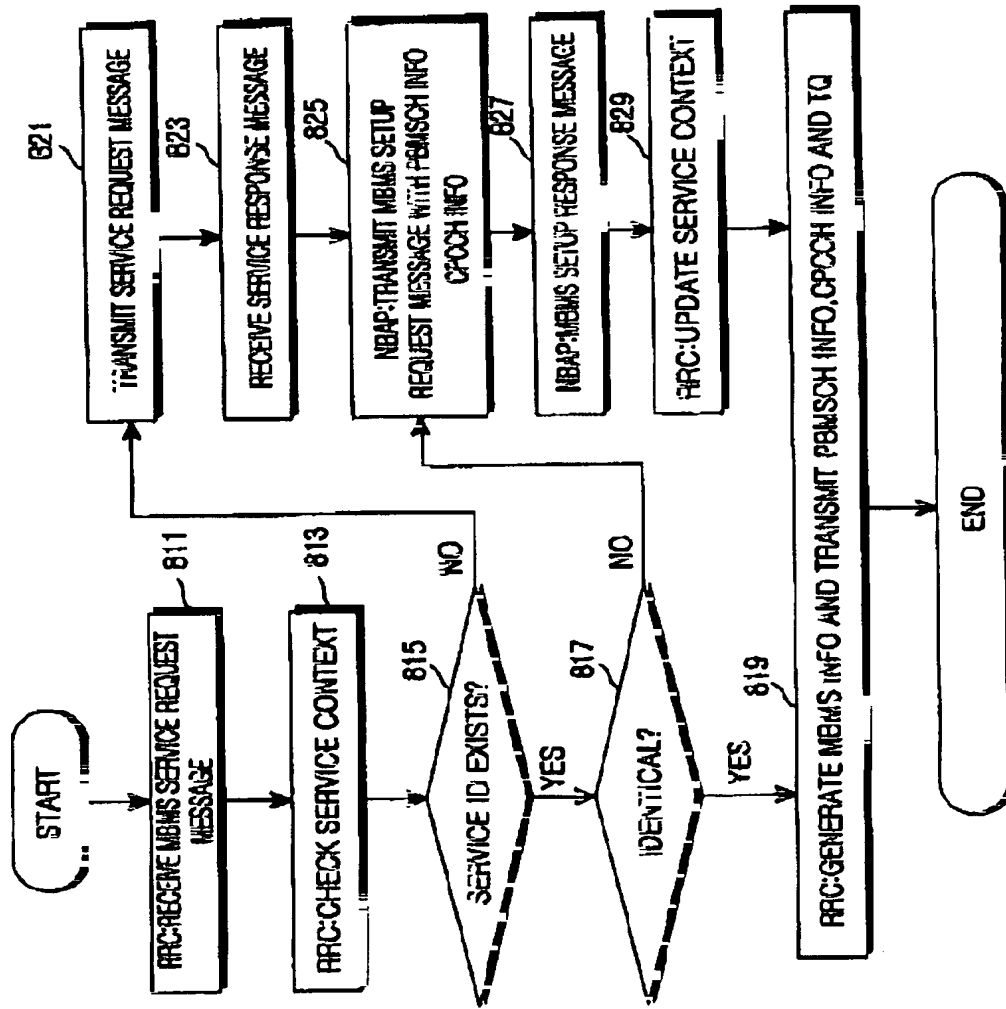 START
811
RRC:RECEIVE MBMS SERVICE REQUEST
MESSAGE
813
RRC:CHECK SERVICE CONTEXT
815
SERVICE ID EXISTS?
NO
YES
817
IDENTICAL?
NO
YES
819
RRC:GENERATE MBMS INFO AND TRANSMIT PBMSCH INFO,CPCCH INFO AND TQ
821
TRANSMIT SERVICE REQUEST MESSAGE
823
RECEIVE SERVICE RESPONSE MESSAGE
825
NBAP:TRANSMIT MBMS SETUP
REQUEST MESSAGE WITH PBMSCH INFO
CPCCH INFO
827
NBAP:MBMS SETUP RESPONSE MESSAGE
829
RRC:UPDATE SERVICE CONTEXT
END